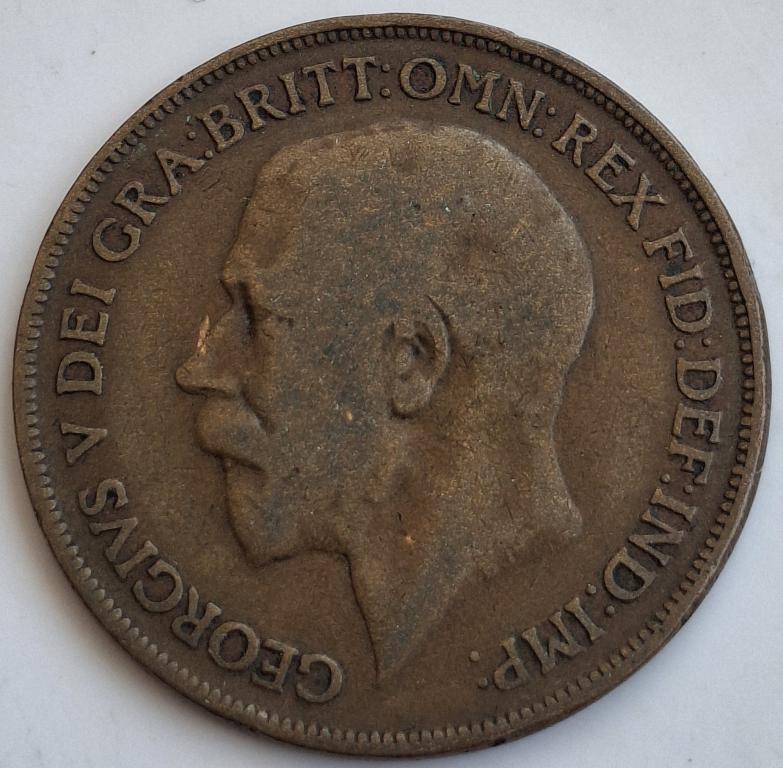 GEORGIVS V DEI GRA: BRITT: OMN: REX FID: DEF: IND: IMP: